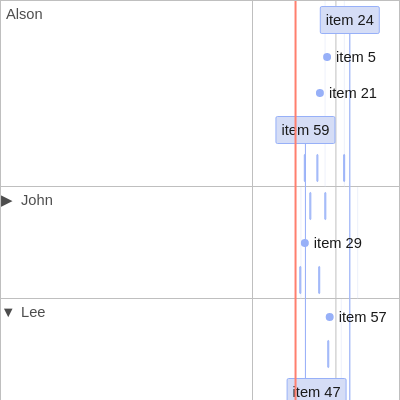 Alson
item 24
item 5
item 21
item 59
▶ John
item 29
▼ Lee
item 57
item 47